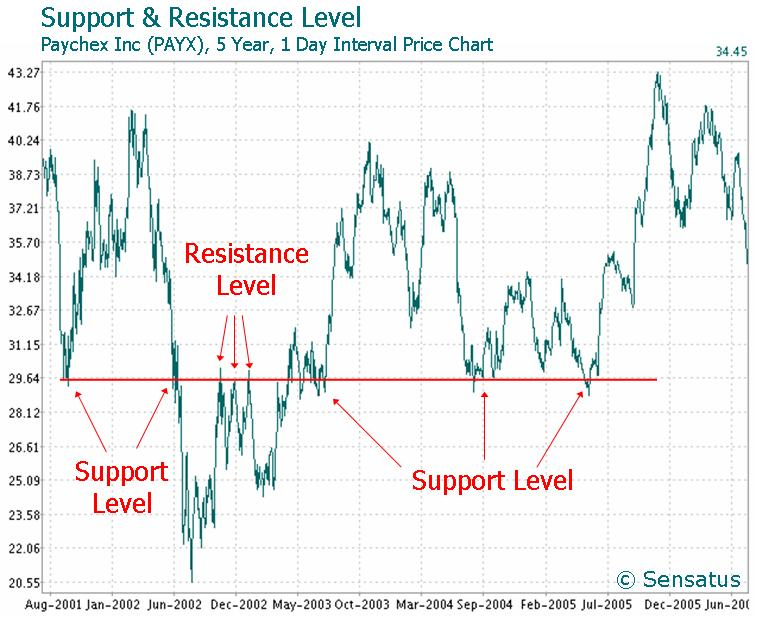 Support & Resistance Level
Paychex Inc (PAYX), 5 Year, 1 Day Interval Price Chart
34.45
43.27
41.76
40.24
38.73
37.21
35.70
34.18
32.67
31.15
29.64
28.12
26.61
25.09
23.58
22.06
20.55
Resistance
Level
Support
Level
Support Level
© Sensatus
Aug-2001 Jan-2002 Jun-2002 Dec-2002 May-2003 Oct-2003 Mar-2004 Sep-2004 Feb-2005 Jul-2005 Dec-2005 Jun-200